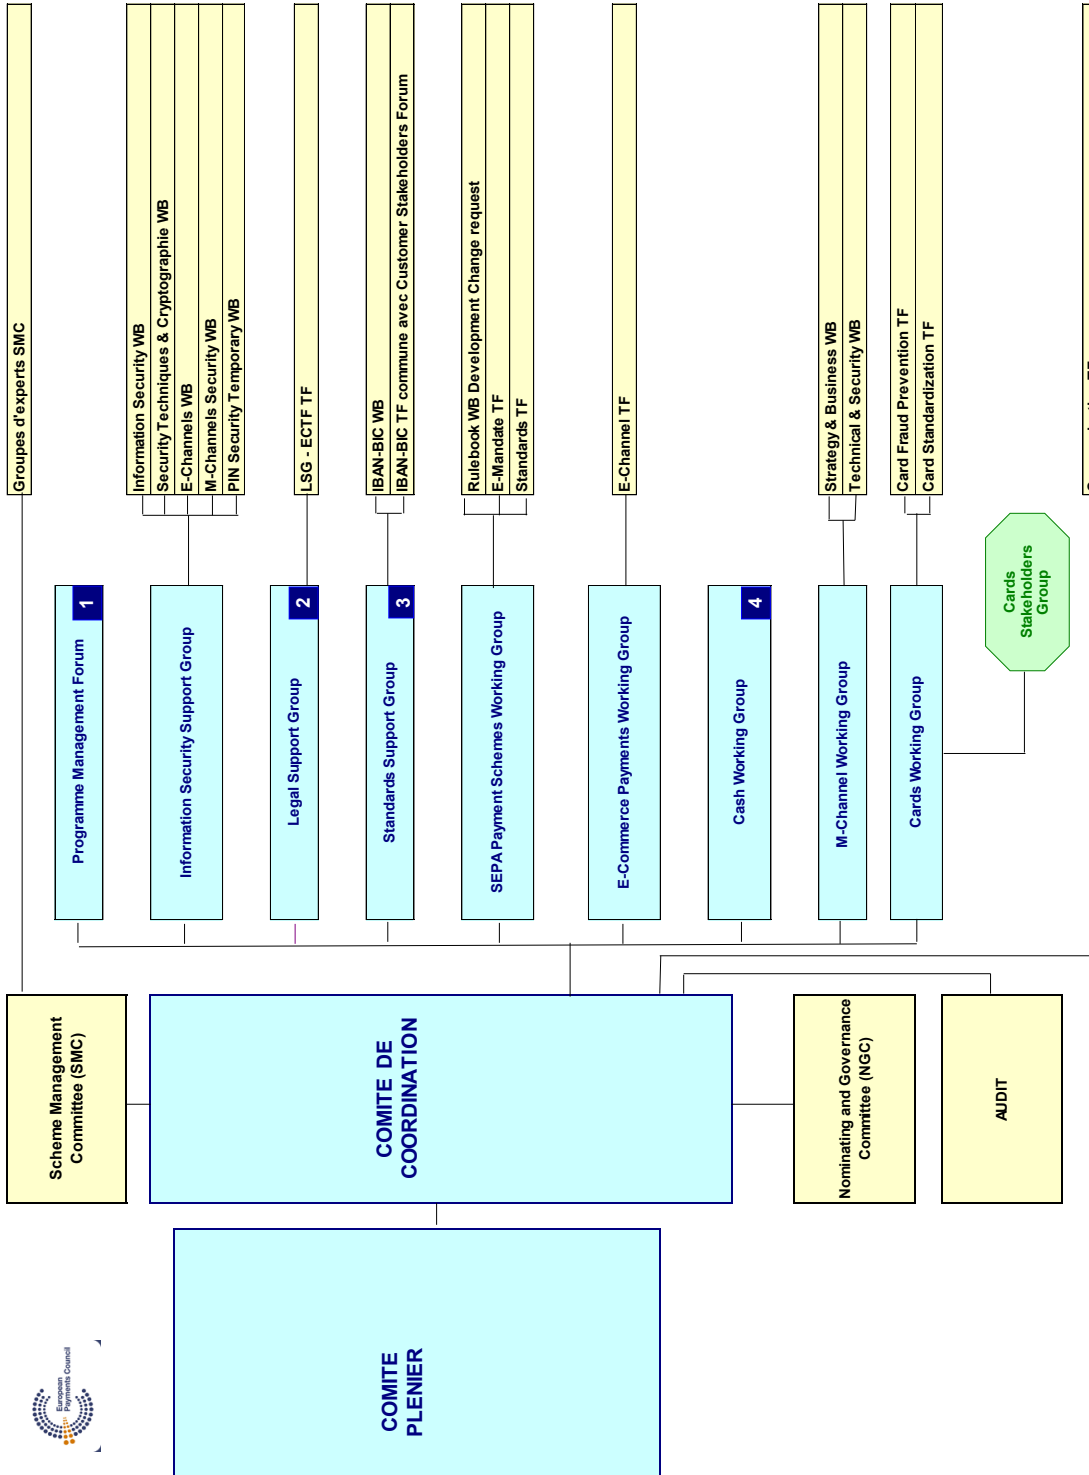 European
Payments Council
COMITE
PLENIER
Scheme Management
Committee (SMC)
COMITE DE
COORDINATION
Nominating and Governance
Committee (NGC)
AUDIT
Programme Management Forum
1
Information Security Support Group
Legal Support Group
2
Standards Support Group
3
SEPA Payment Schemes Working Group
E-Commerce Payments Working Group
Cash Working Group
4
M-Channel Working Group
Cards Working Group
Cards
Stakeholders
Group
Groupes d'experts SMC
Information Security WB
Security Techniques & Cryptographie WB
E-Channels WB
M-Channels Security WB
PIN Security Temporary WB
LSG - ECTF TF
IBAN-BIC WB
IBAN-BIC TF commune avec Customer Stakeholders Forum
Rulebook WB Development Change request
E-Mandate TF
Standards TF
E-Channel TF
Strategy & Business WB
Technical & Security WB
Card Fraud Prevention TF
Card Standardization TF